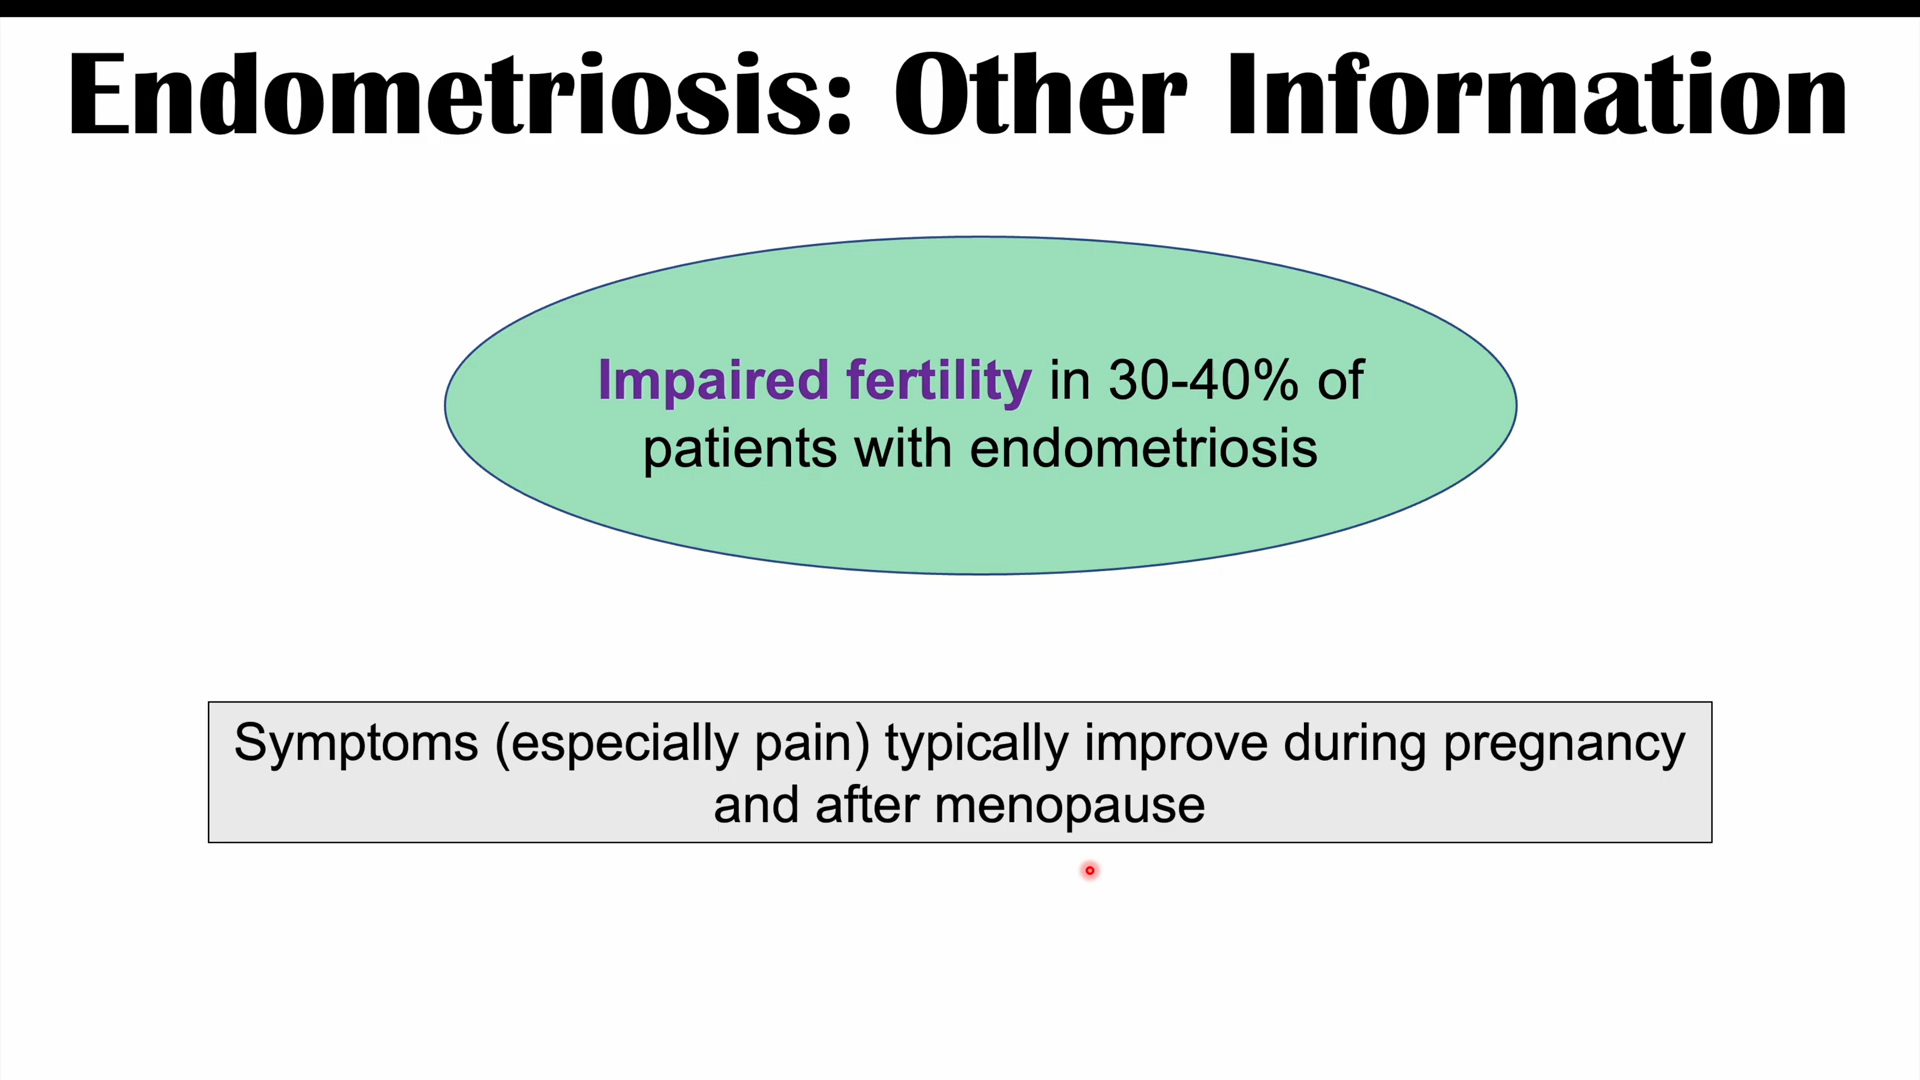 Endometriosis: Other Information
Impaired fertility in 30-40% of
patients with endometriosis
Symptoms (especially pain) typically improve during pregnancy
and after menopause